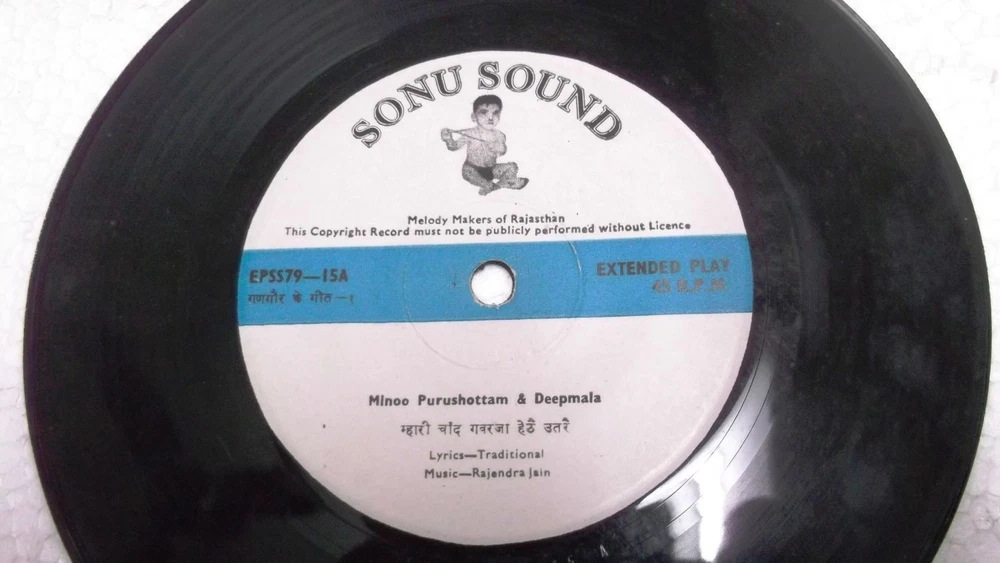 SONU SOUND
Melody Makers of Rajasthan
This Copyright Record must not be publicly performed without Licence
EPSS79—15A
गणगौर के गीत—१
EXTENDED PLAY
45 R.P.M.
Minoo Purushottam & Deepmala
म्हारी चाँद गवरजा हेठै उतरै
Lyrics—Traditional
Music—Rajendra Jain